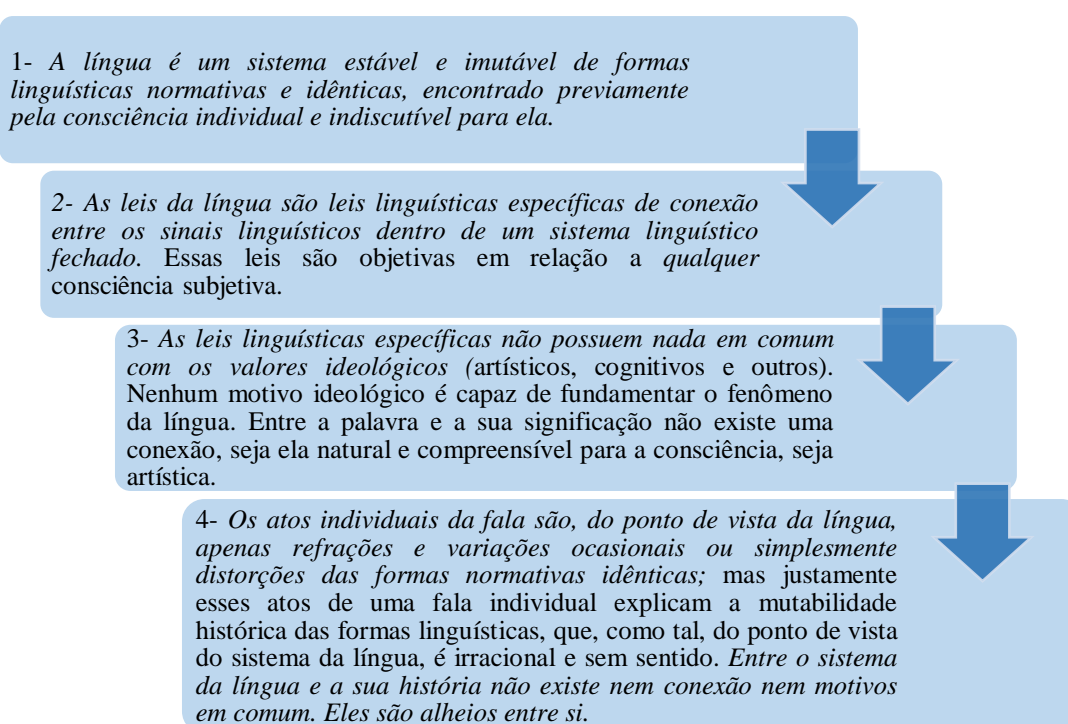 1- A língua é um sistema estável e imutável de formas
linguísticas normativas e idênticas, encontrado previamente
pela consciência individual e indiscutível para ela.
2- As leis da língua são leis linguísticas específicas de conexão
entre os sinais linguísticos dentro de um sistema linguístico
fechado. Essas leis são objetivas em relação a qualquer
consciência subjetiva.
3- As leis linguísticas específicas não possuem nada em comum
com os valores ideológicos (artísticos, cognitivos e outros).
Nenhum motivo ideológico é capaz de fundamentar o fenômeno
da língua. Entre a palavra e a sua significação não existe uma
conexão, seja ela natural e compreensível para a consciência, seja
artística.
4- Os atos individuais da fala são, do ponto de vista da língua,
apenas refrações e variações ocasionais ou simplesmente
distorções das formas normativas idênticas; mas justamente
esses atos de uma fala individual explicam a mutabilidade
histórica das formas linguísticas, que, como tal, do ponto de vista
do sistema da língua, é irracional e sem sentido. Entre o sistema
da língua e a sua história não existe nem conexão nem motivos
em comum. Eles são alheios entre si.